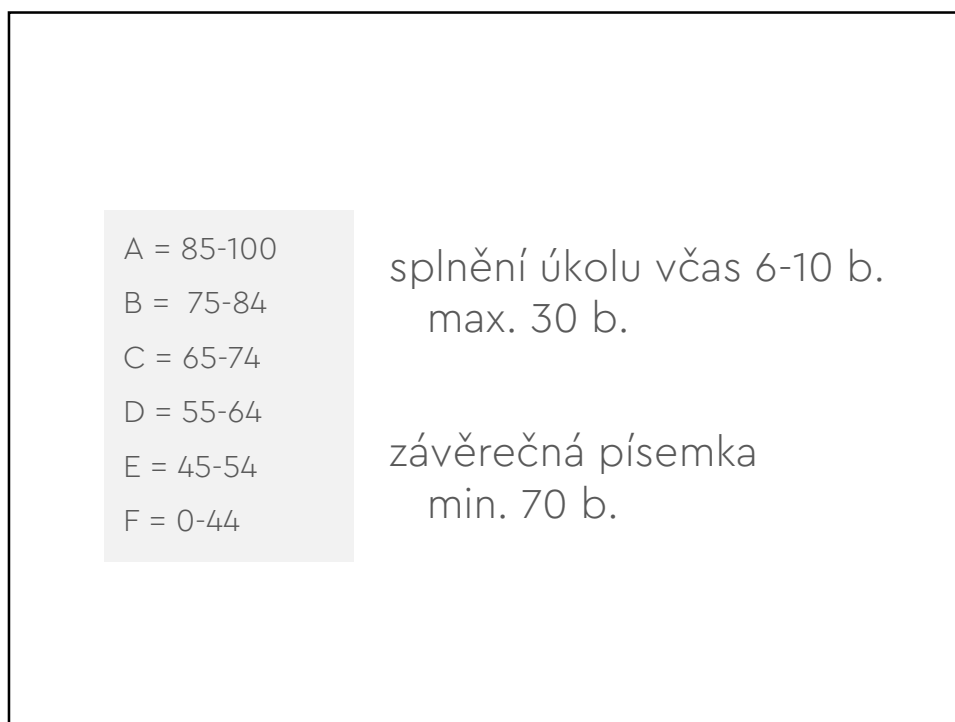 A = 85-100
B = 75-84
C = 65-74
D = 55-64
E = 45-54
F = 0-44
splnění úkolu včas 6-10 b.
max. 30 b.
závěrečná písemka
min. 70 b.